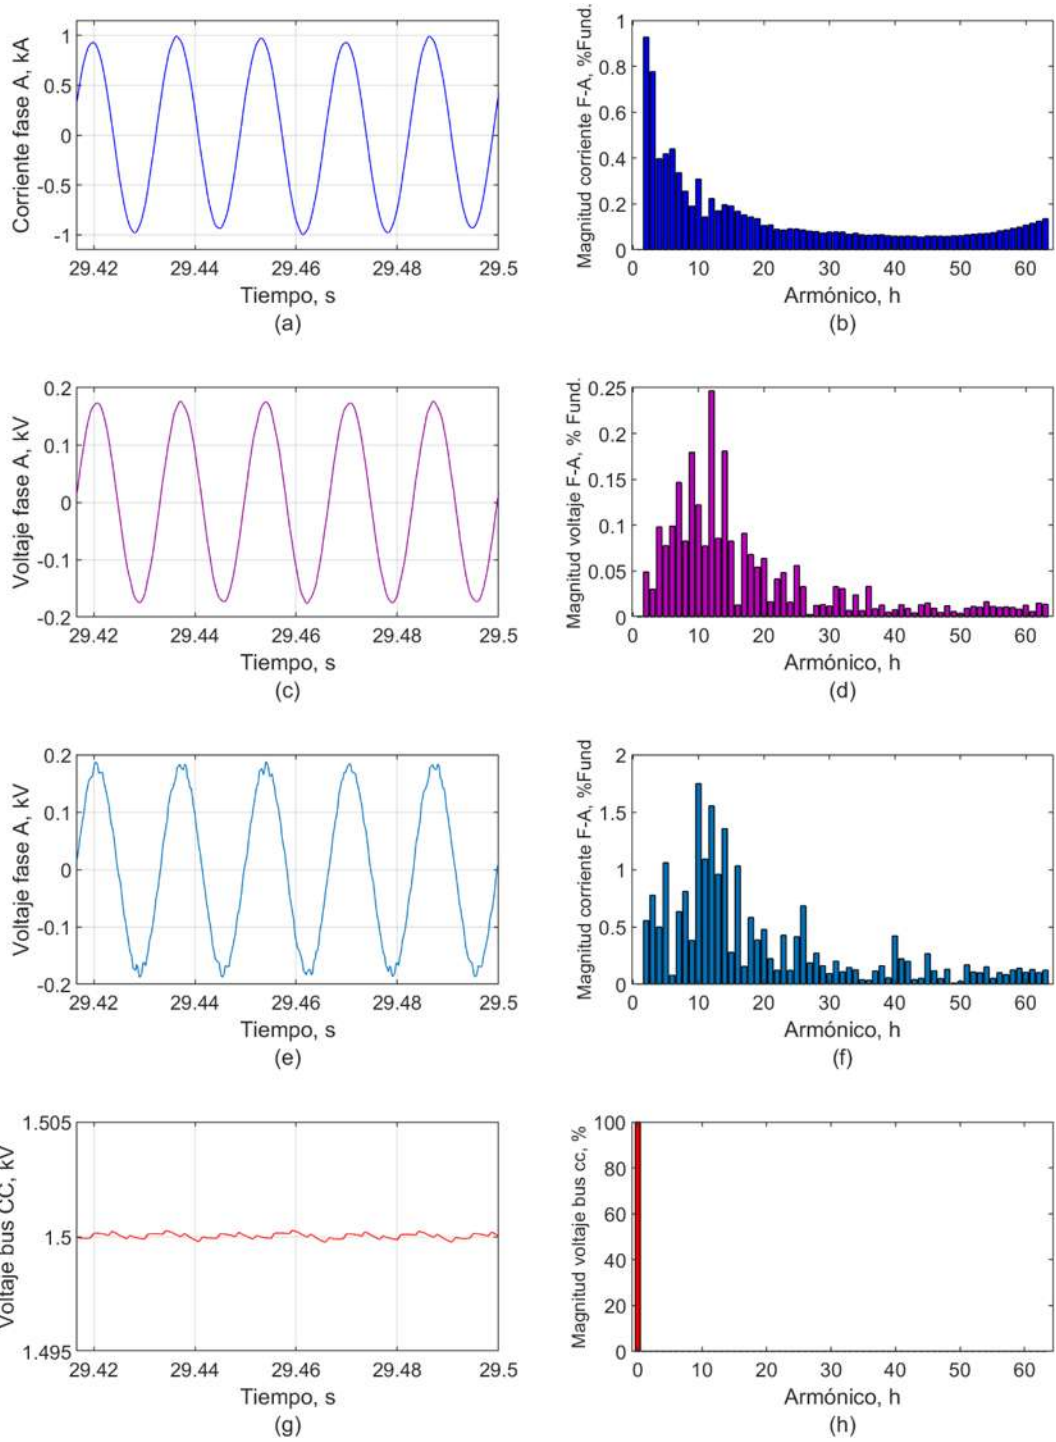 Corriente fase A, kA
1
0.5
0
-0.5
-1
29.42 29.44 29.46 29.48 29.5
Tiempo, s
(a)
Magnitud corriente F-A, %Fund.
1
0.8
0.6
0.4
0.2
0
0 10 20 30 40 50 60
Armónico, h
(b)
Voltaje fase A, kV
0.2
0.1
0
-0.1
-0.2
29.42 29.44 29.46 29.48 29.5
Tiempo, s
(c)
Magnitud voltaje F-A, % Fund.
0.25
0.2
0.15
0.1
0.05
0
0 10 20 30 40 50 60
Armónico, h
(d)
Voltaje fase A, kV
0.2
0.1
0
-0.1
-0.2
29.42 29.44 29.46 29.48 29.5
Tiempo, s
(e)
Magnitud corriente F-A, %Fund
2
1.5
1
0.5
0
0 10 20 30 40 50 60
Armónico, h
(f)
Voltaje bus CC, kV
1.505
1.5
1.495
29.42 29.44 29.46 29.48 29.5
Tiempo, s
(g)
Magnitud voltaje bus cc, %
100
80
60
40
20
0
0 10 20 30 40 50 60
Armónico, h
(h)